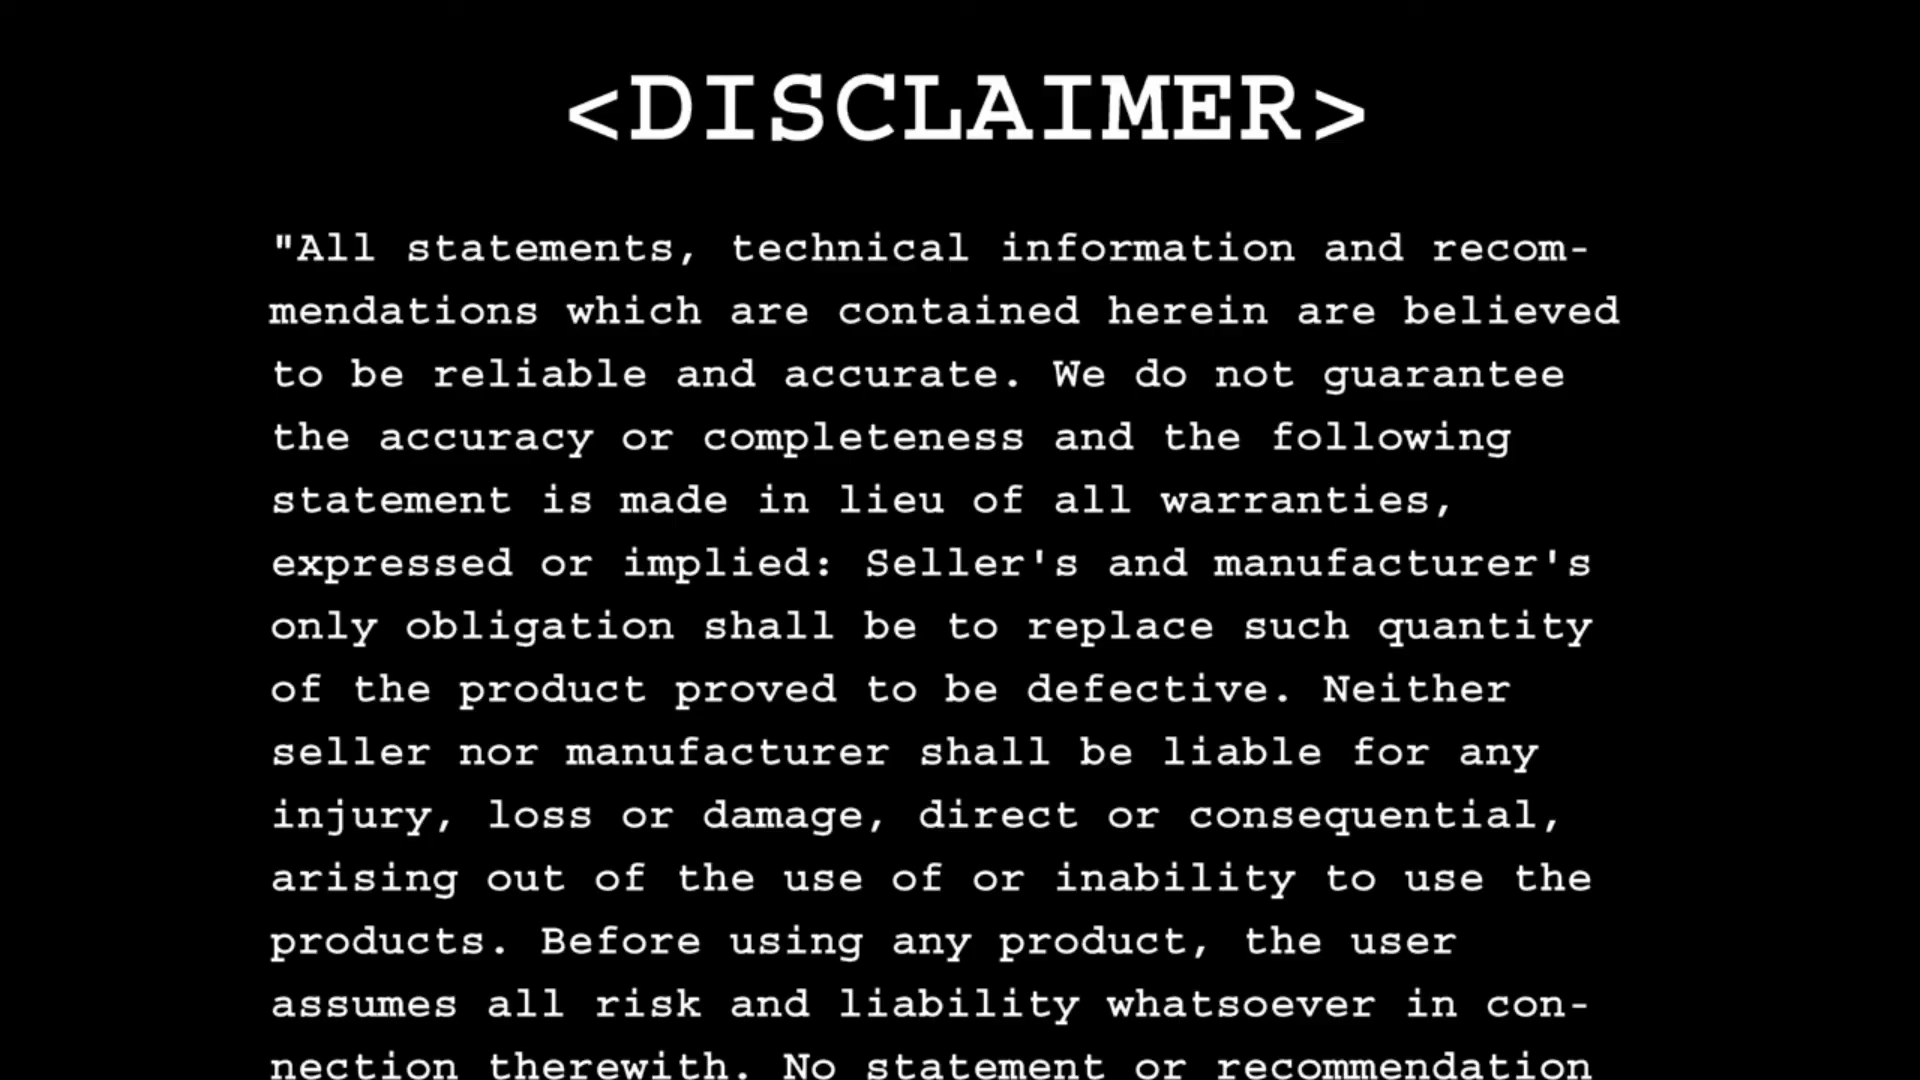 <DISCLAIMER>
"All statements, technical information and recom-
mendations which are contained herein are believed
to be reliable and accurate. We do not guarantee
the accuracy or completeness and the following
statement is made in lieu of all warranties,
expressed or implied: Seller's and manufacturer's
only obligation shall be to replace such quantity
of the product proved to be defective. Neither
seller nor manufacturer shall be liable for any
injury, loss or damage, direct or consequential,
arising out of the use of or inability to use the
products. Before using any product, the user
assumes all risk and liability whatsoever in con-
nection therewith. No statement or recommendation